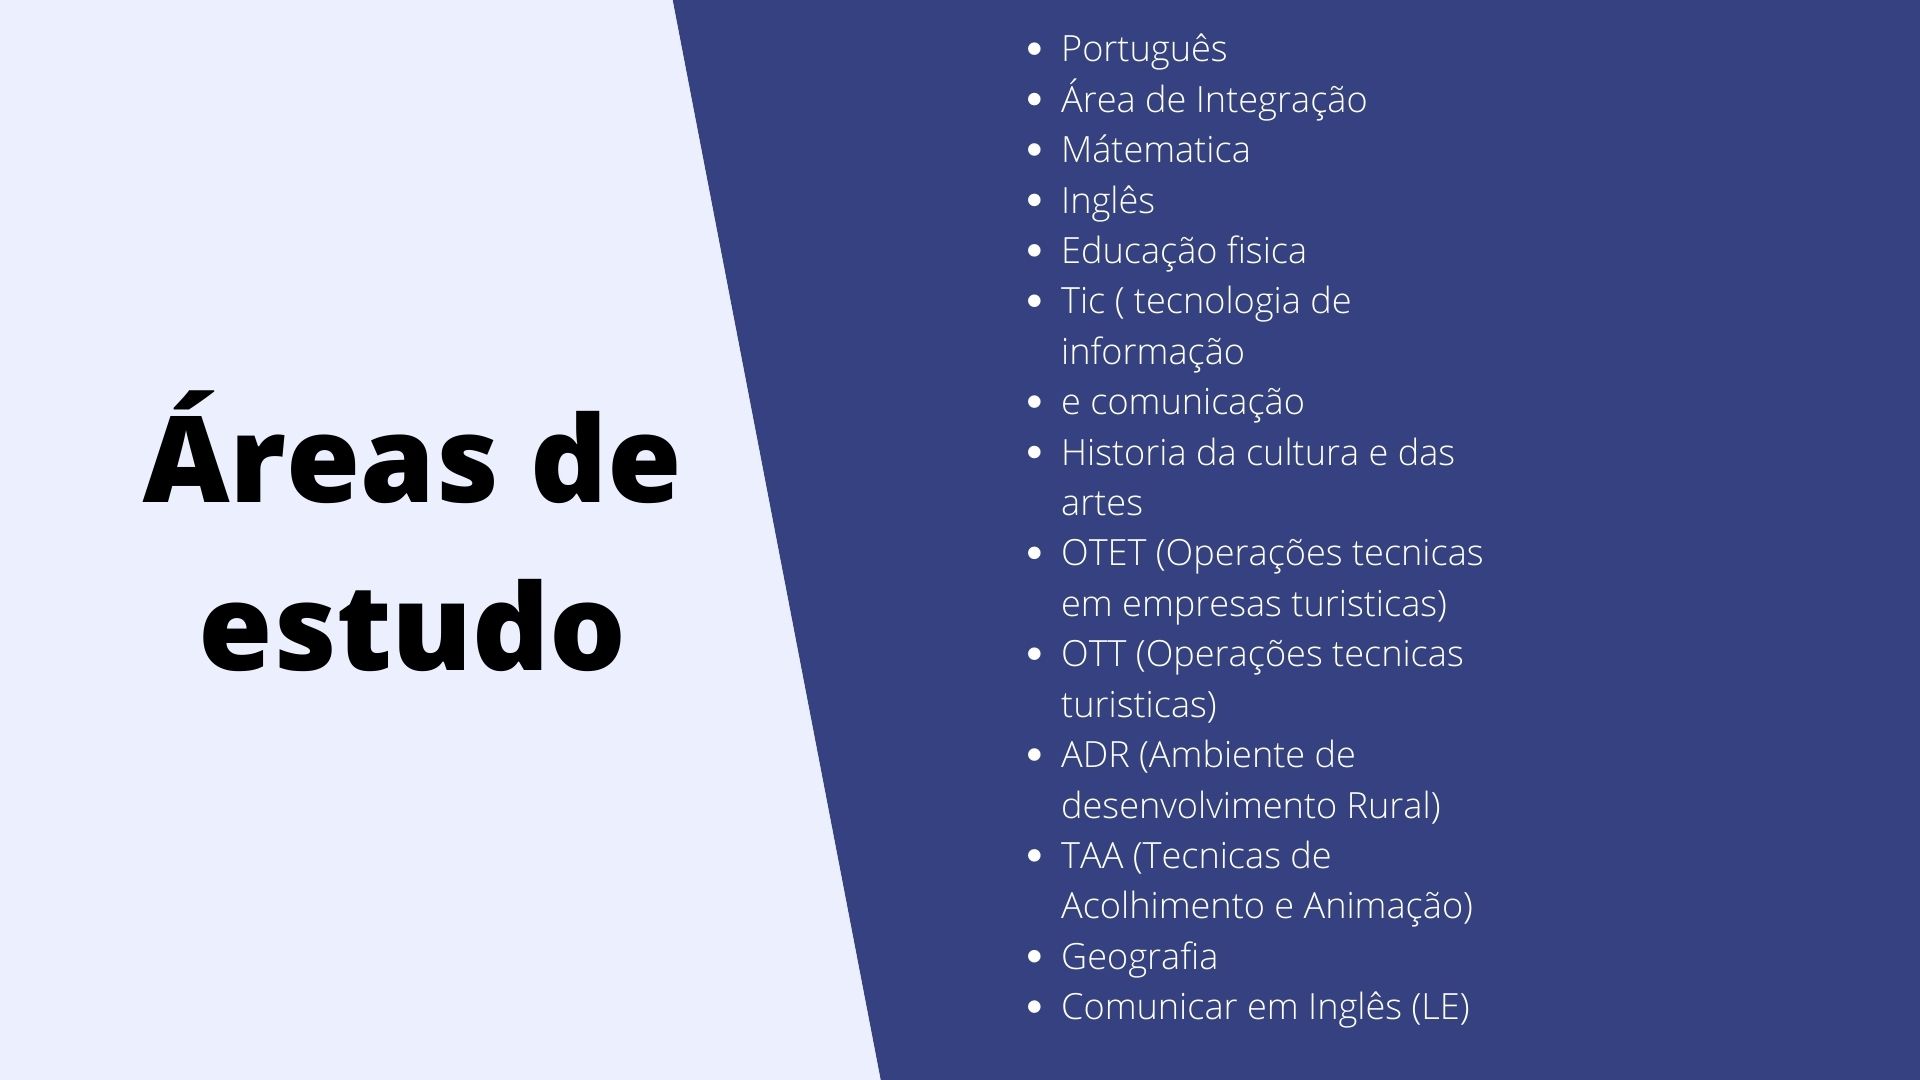 Áreas de
estudo
• Português
• Área de Integração
• Mátematica
• Inglês
• Educação fisica
• Tic ( tecnologia de
informação
• e comunicação
• Historia da cultura e das
artes
• OTET (Operações tecnicas
em empresas turisticas)
• OTT (Operações tecnicas
turisticas)
• ADR (Ambiente de
desenvolvimento Rural)
• TAA (Tecnicas de
Acolhimento e Animação)
• Geografia
• Comunicar em Inglês (LE)